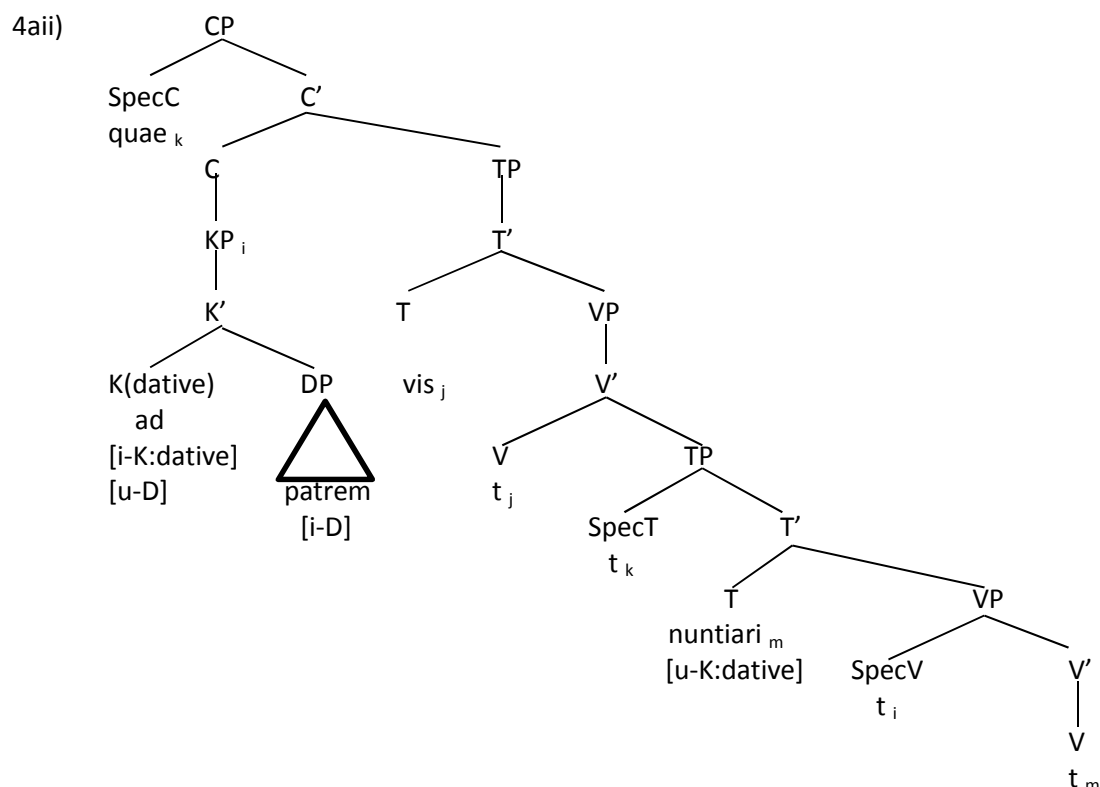 4aii) CP
SpecC C’
quae k
C TP
KP i T’
K’ T VP
K(dative) DP vis j V’
ad
[i-K:dative] V TP
[u-D] patrem t j
[i-D] SpecT T’
t k
T VP
nuntiari m
[u-K:dative] SpecV V’
t i
V
t m